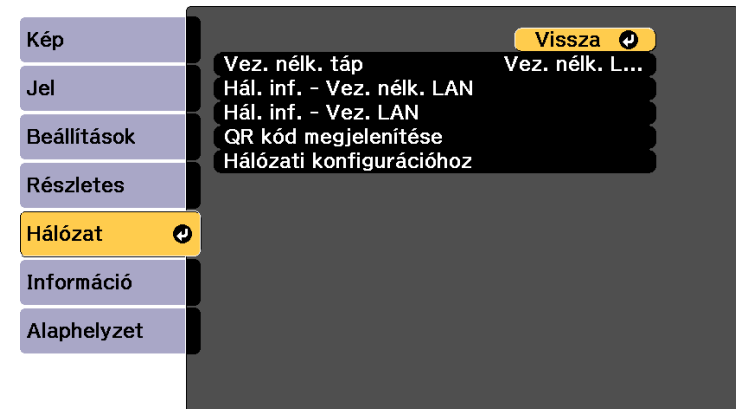 Kép
Jel
Beállítások
Részletes
Hálózat
Információ
Alaphelyzet
Vissza
Vez. nélk. táp Vez. nélk. L...
Hál. inf. - Vez. nélk. LAN
Hál. inf. - Vez. LAN
QR kód megjelenítése
Hálózati konfigurációhoz